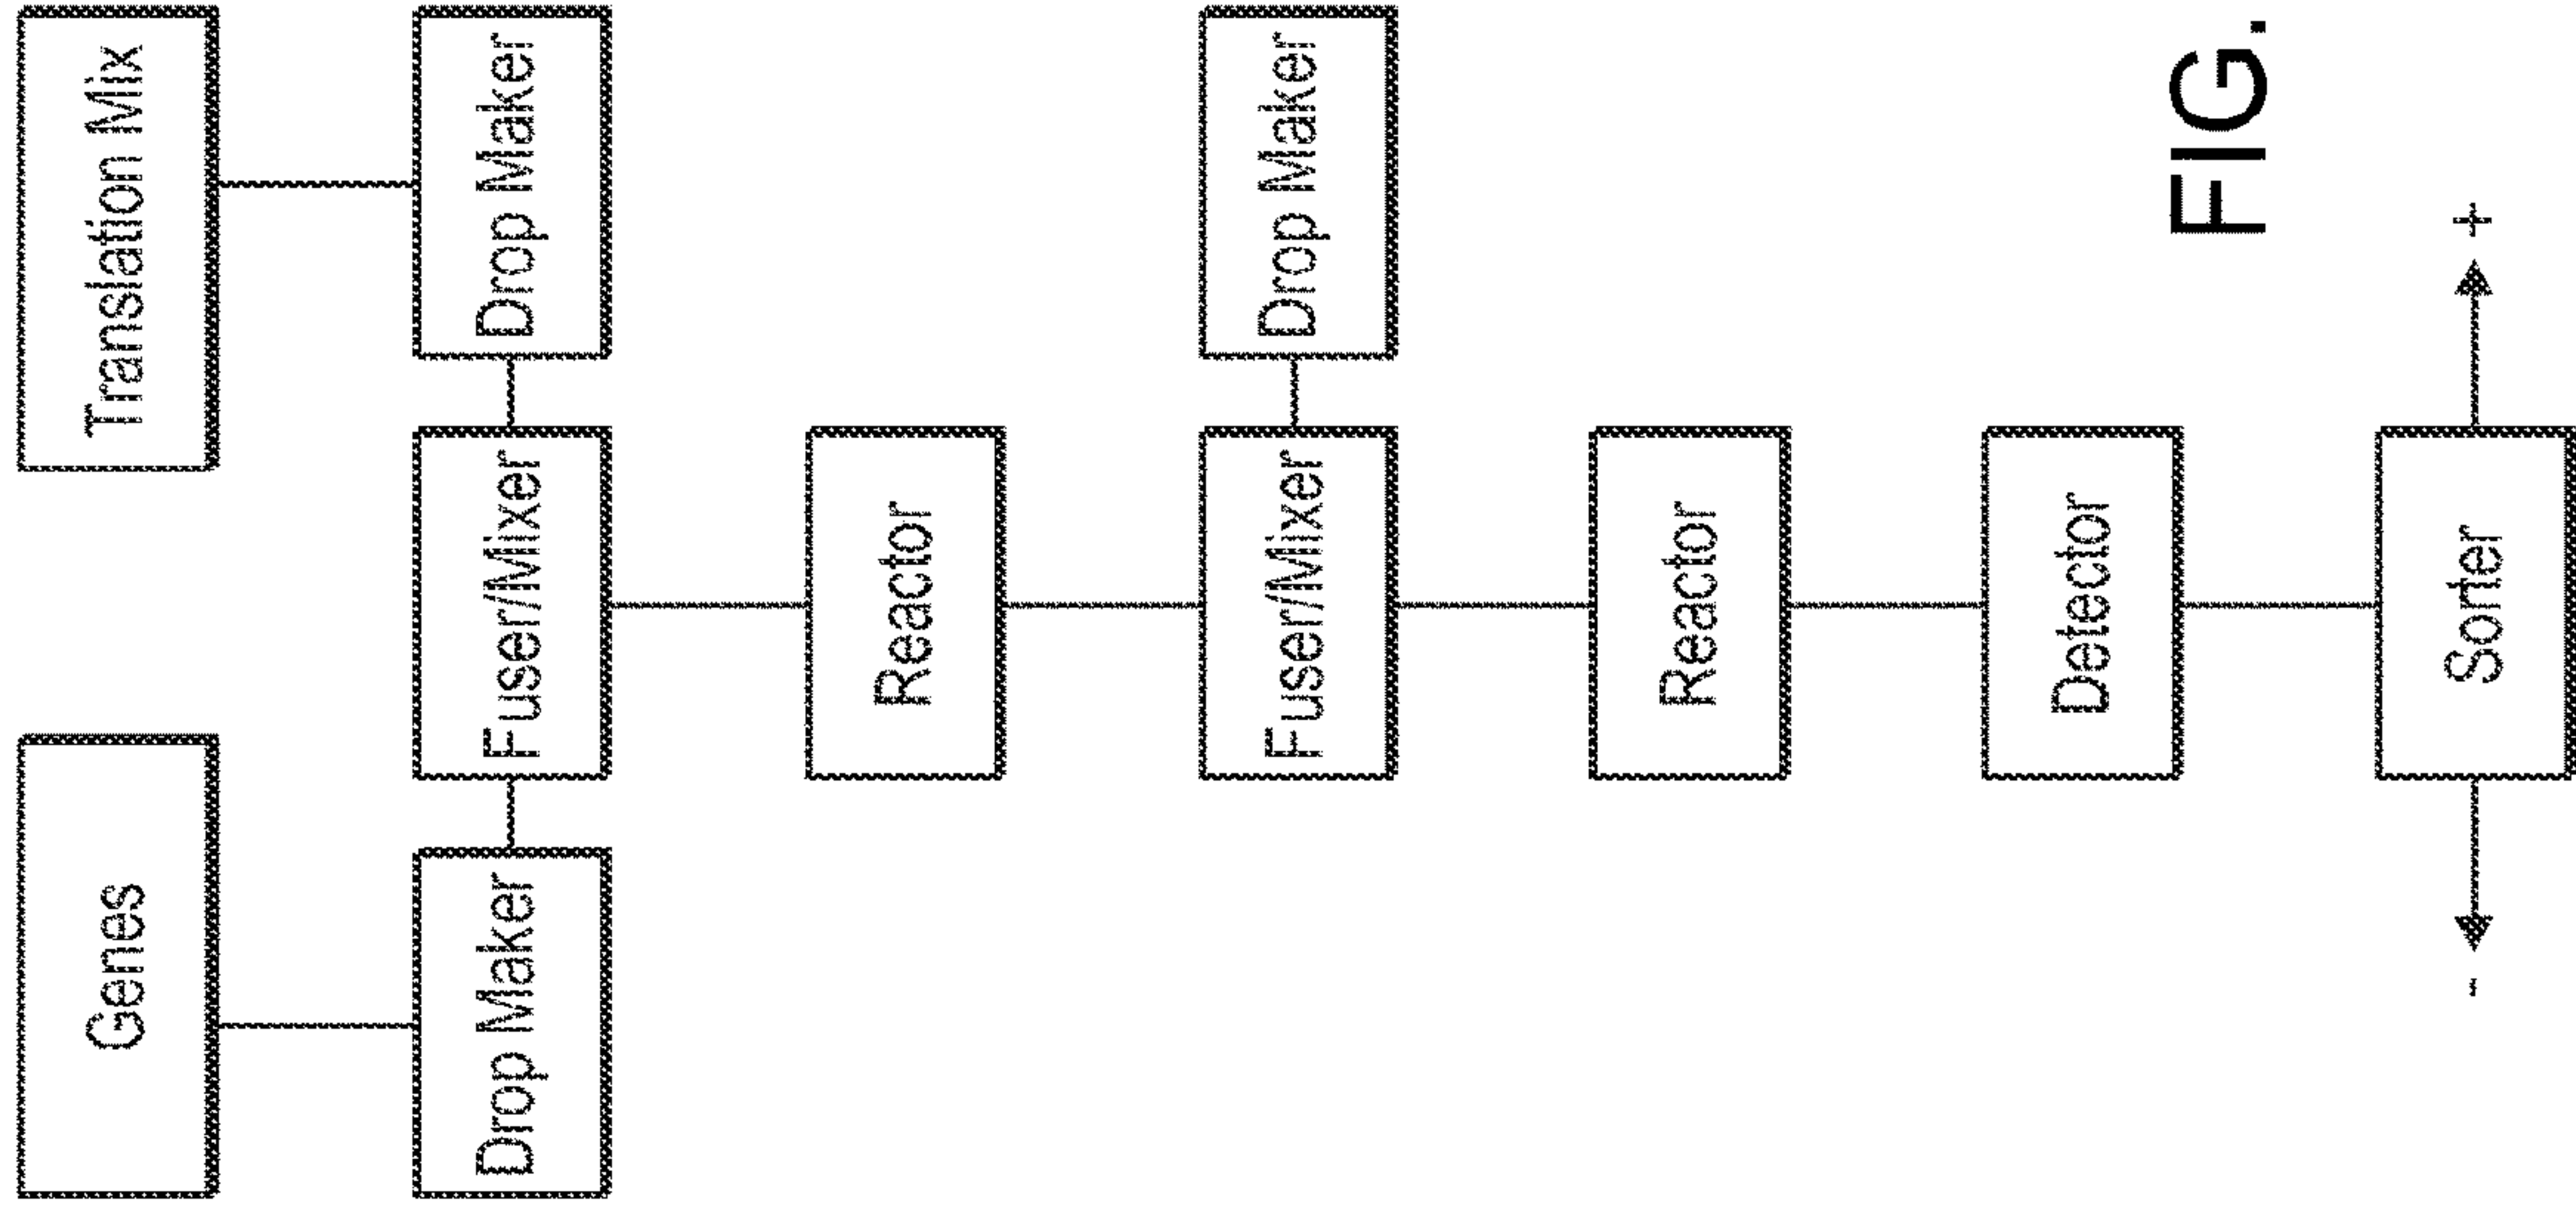 Genes
Translation Mix
Drop Maker
Fuser/Mixer
Drop Maker
Reactor
Fuser/Mixer
Drop Maker
Reactor
Detector
FIG.
-
Sorter
+